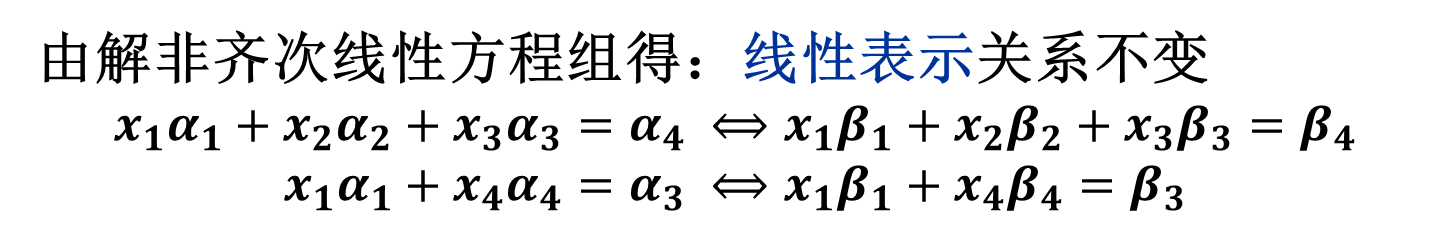 由解非齐次线性方程组得：线性表示关系不变
x₁α₁ + x₂α₂ + x₃α₃ = α₄ ⟺ x₁β₁ + x₂β₂ + x₃β₃ = β₄
x₁α₁ + x₄α₄ = α₃ ⟺ x₁β₁ + x₄β₄ = β₃